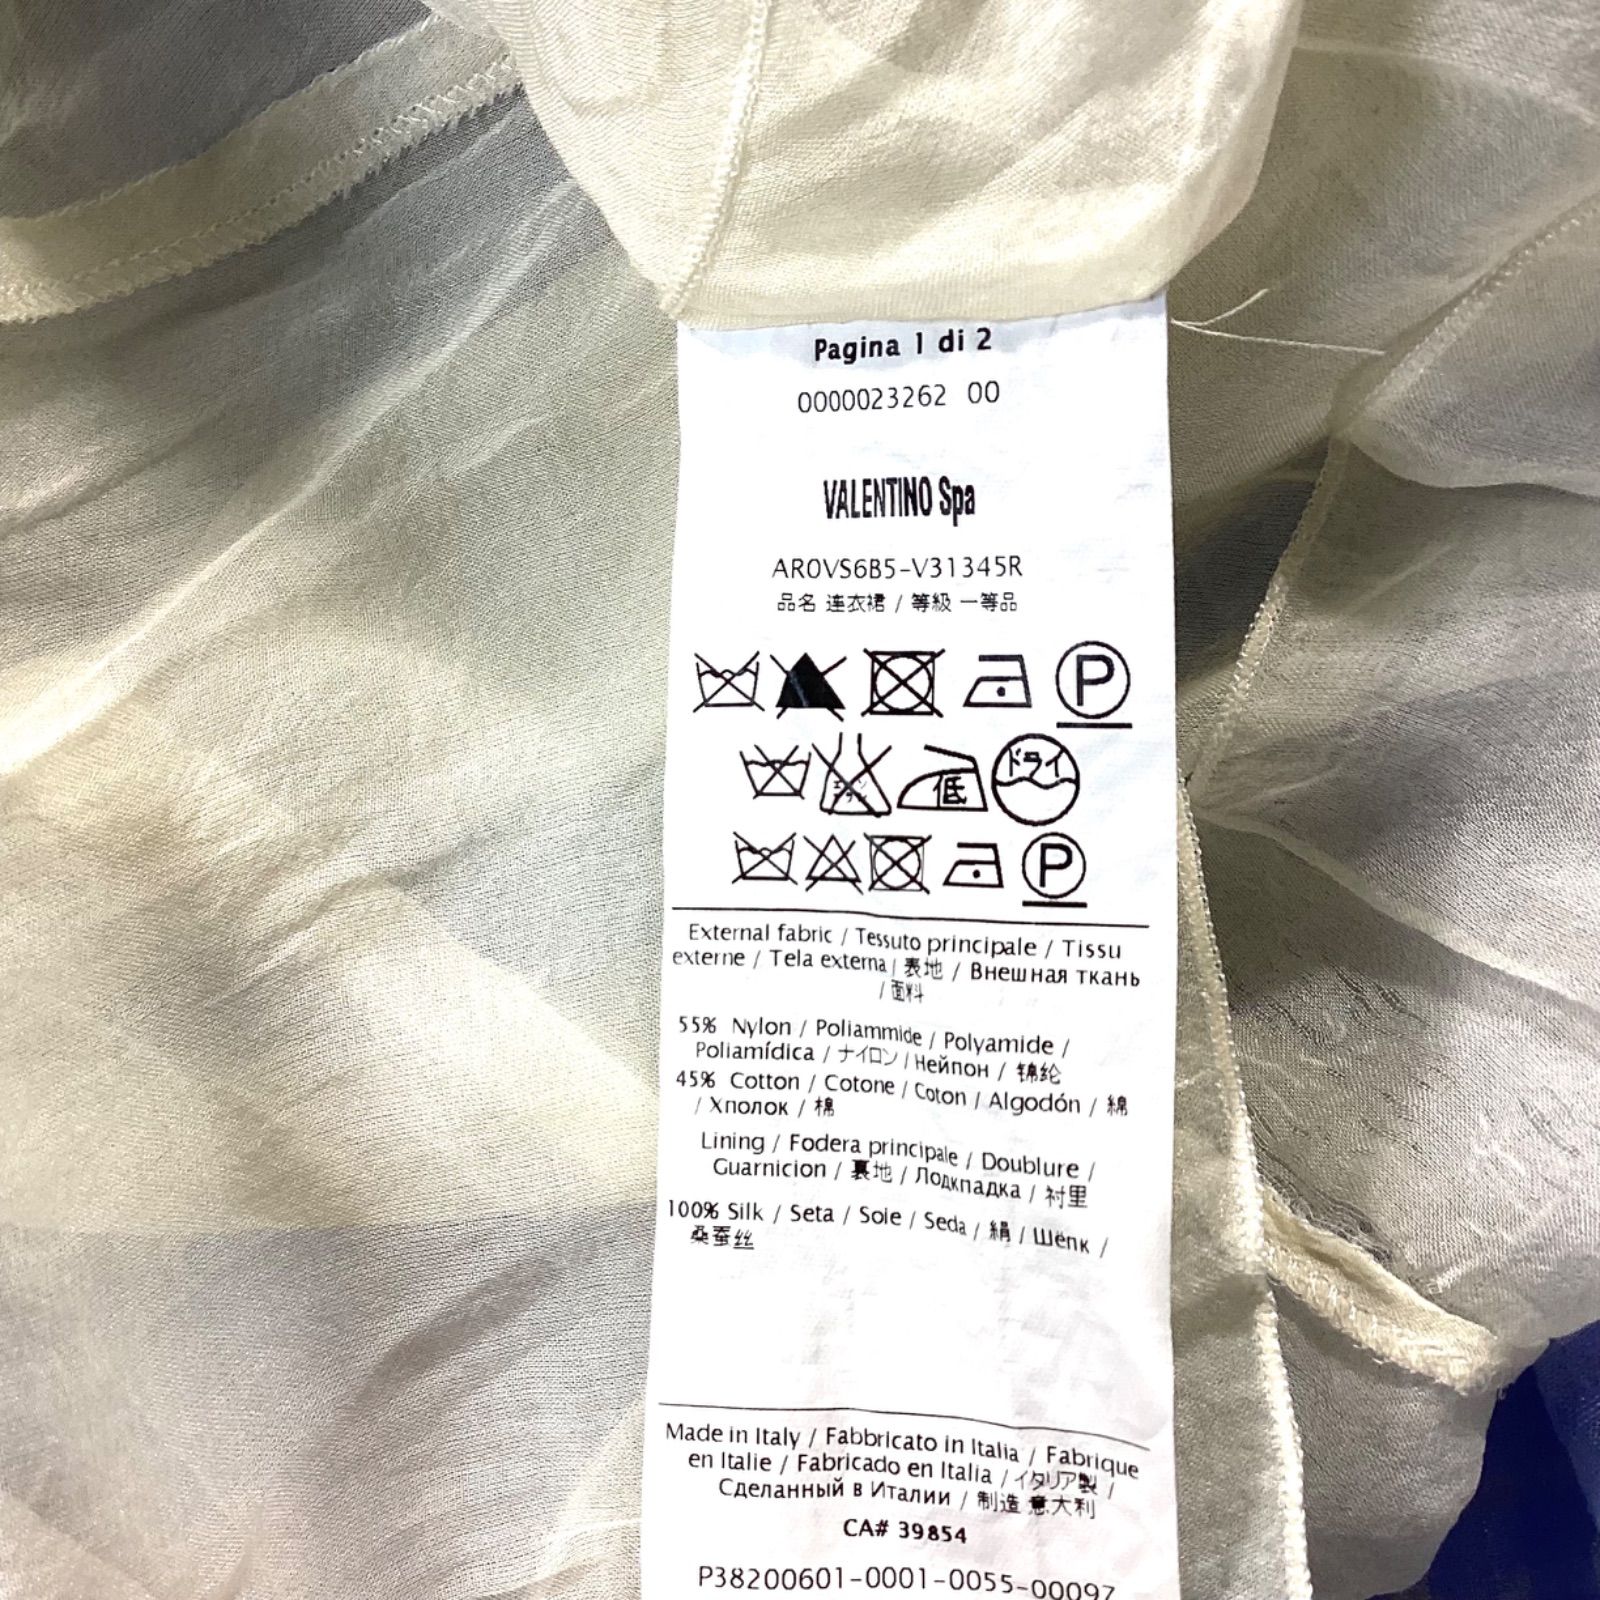 Pagina 1 di 2
0000023262 00
VALENTINO Spa
AR0VS6B5-V31345R
品名 连衣裙 / 等級 一等品
P
ドライ
低
P
External fabric / Tessuto principale / Tissu
externe / Tela externa / 表地 / Внешная ткань
/ 面料
55% Nylon / Poliammide / Polyamide /
Poliamídica / ナイロン / Нейпон / 锦纶
45% Cotton / Cotone / Coton / Algodón / 綿
/ Хполок / 棉
Lining / Fodera principale / Doublure /
Guarnicion / 裏地 / Лодкпадка / 衬里
100% Silk / Seta / Soie / Seda / 絹 / Шёпк /
桑蚕丝
Made in Italy / Fabbricato in Italia / Fabrique
en Italie / Fabricado en Italia / イタリア製 /
Сделанный в Италии / 制造 意大利
CA# 39854
P38200601-0001-0055-00097